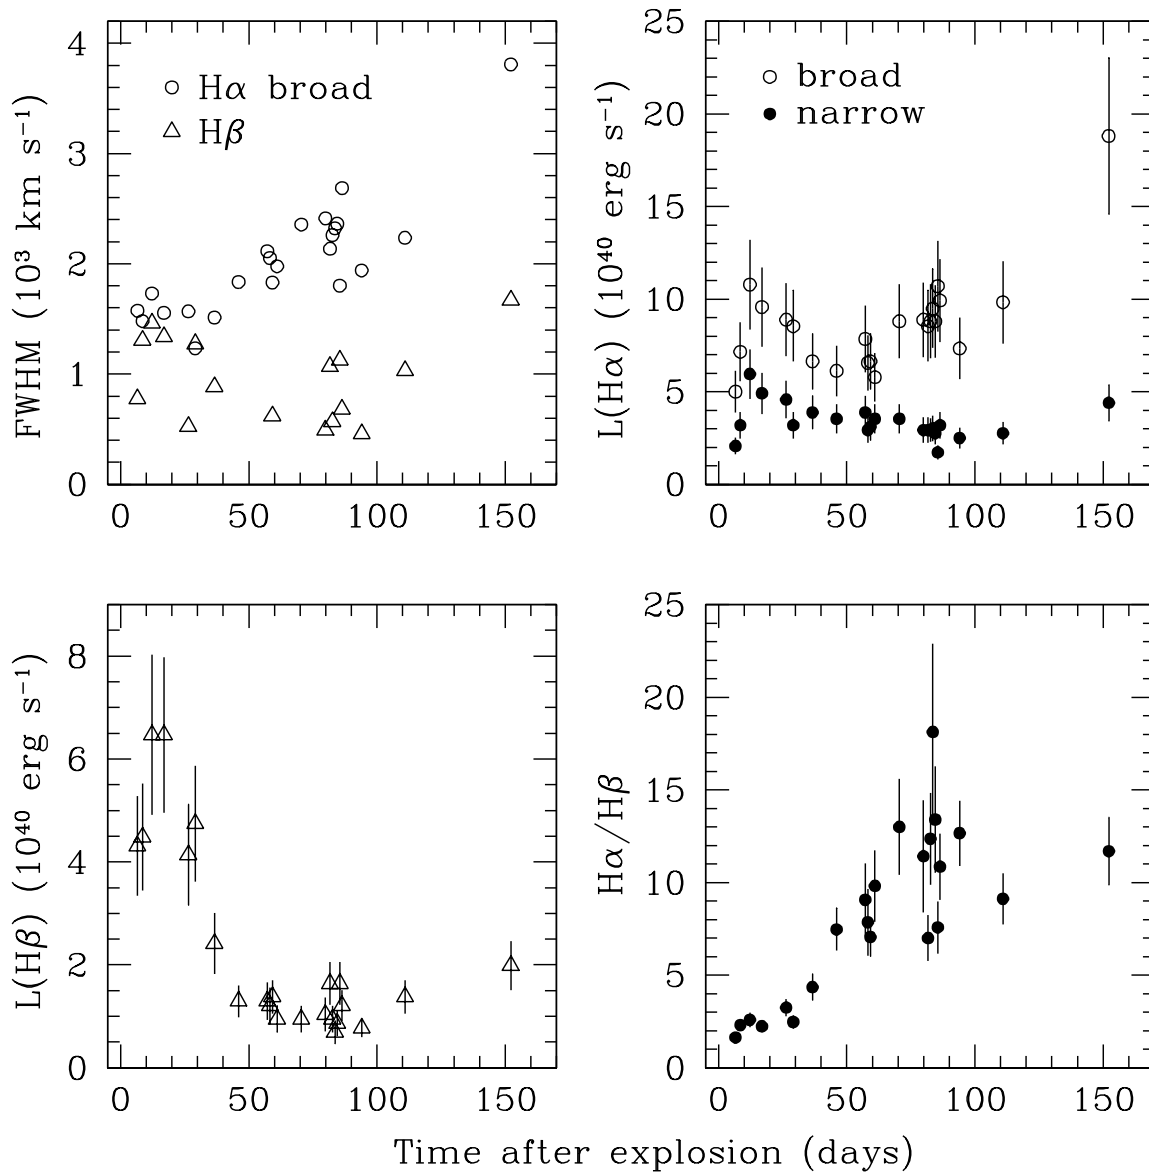 FWHM (10³ km s⁻¹)
4
3
2
1
0
Hα broad
Hβ
0 50 100 150
L(Hα) (10⁴⁰ erg s⁻¹)
25
20
15
10
5
0
broad
narrow
0 50 100 150
L(Hβ) (10⁴⁰ erg s⁻¹)
8
6
4
2
0
0 50 100 150
Hα/Hβ
25
20
15
10
5
0
0 50 100 150
Time after explosion (days)